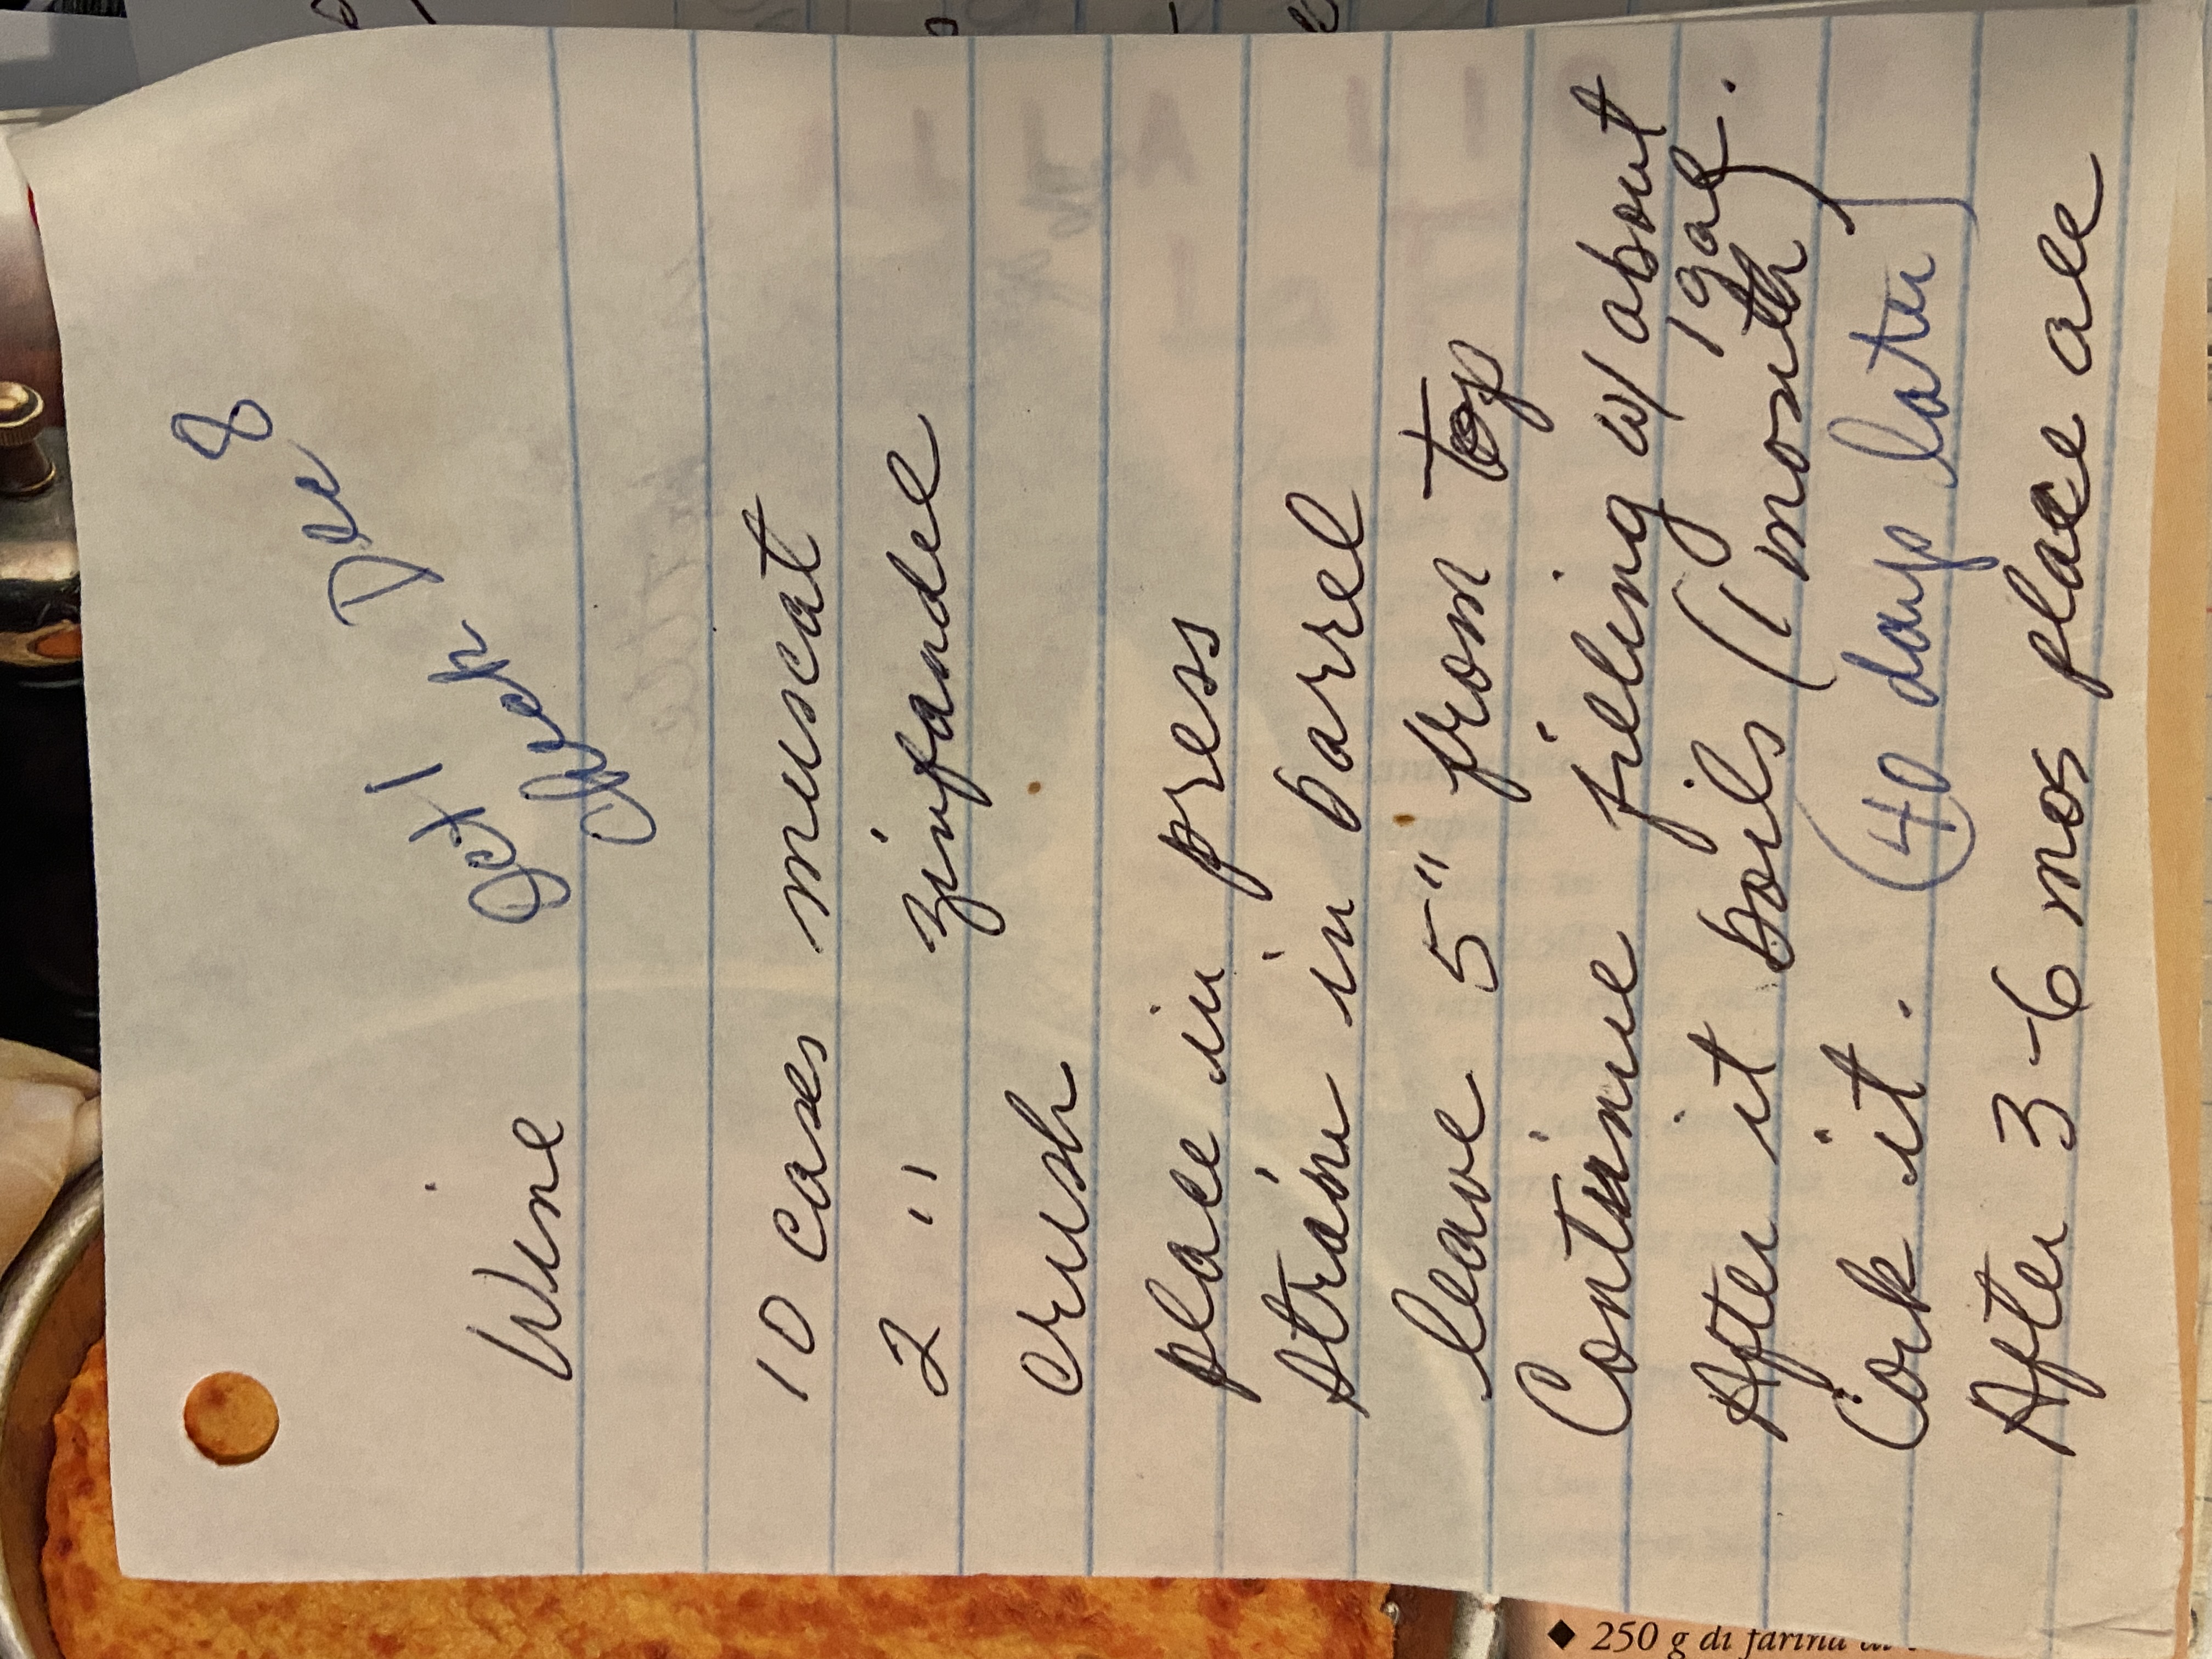 Wine
Oct 1
Check Dec 8
10 cases muscat
2 " zinfandel
crush
place in press
strain in barrel
leave 5" from top
Continue filling w/ about
1 gal.
After it boils (1 month)
Cork it. (40 days later)
After 3-6 mos place all
◆ 250 g di farina